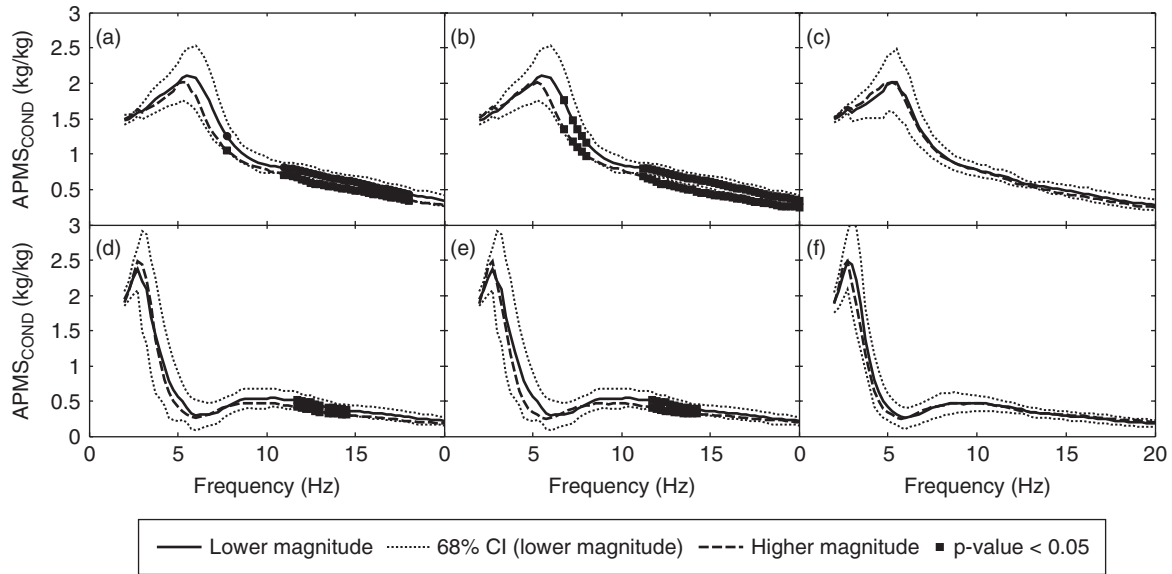 3
(a)
(b)
(c)
2.5
2
1.5
1
0.5
APMS_COND (kg/kg)
3
(d)
(e)
(f)
2.5
2
1.5
1
0.5
0
APMS_COND (kg/kg)
0 5 10 15 0 5 10 15 0 5 10 15 20
Frequency (Hz) Frequency (Hz) Frequency (Hz)
Lower magnitude 68% CI (lower magnitude) Higher magnitude p-value < 0.05